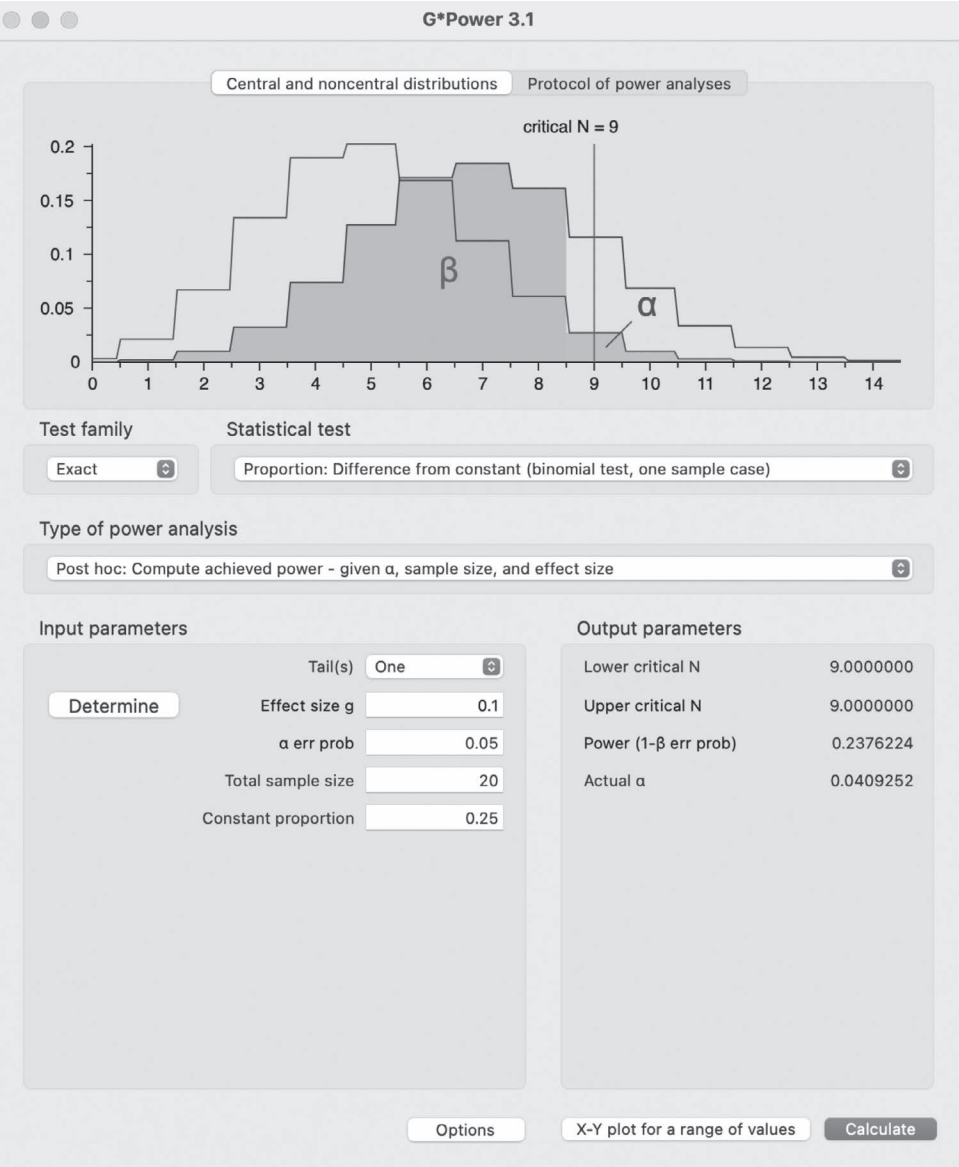 G*Power 3.1
Central and noncentral distributions Protocol of power analyses
critical N = 9
0.2
0.15
0.1
0.05
0
β
α
0 1 2 3 4 5 6 7 8 9 10 11 12 13 14
Test family Statistical test
Exact Proportion: Difference from constant (binomial test, one sample case)
Type of power analysis
Post hoc: Compute achieved power - given α, sample size, and effect size
Input parameters Output parameters
Tail(s) One Lower critical N 9.0000000
Determine Effect size g 0.1 Upper critical N 9.0000000
α err prob 0.05 Power (1-β err prob) 0.2376224
Total sample size 20 Actual α 0.0409252
Constant proportion 0.25
Options X-Y plot for a range of values Calculate